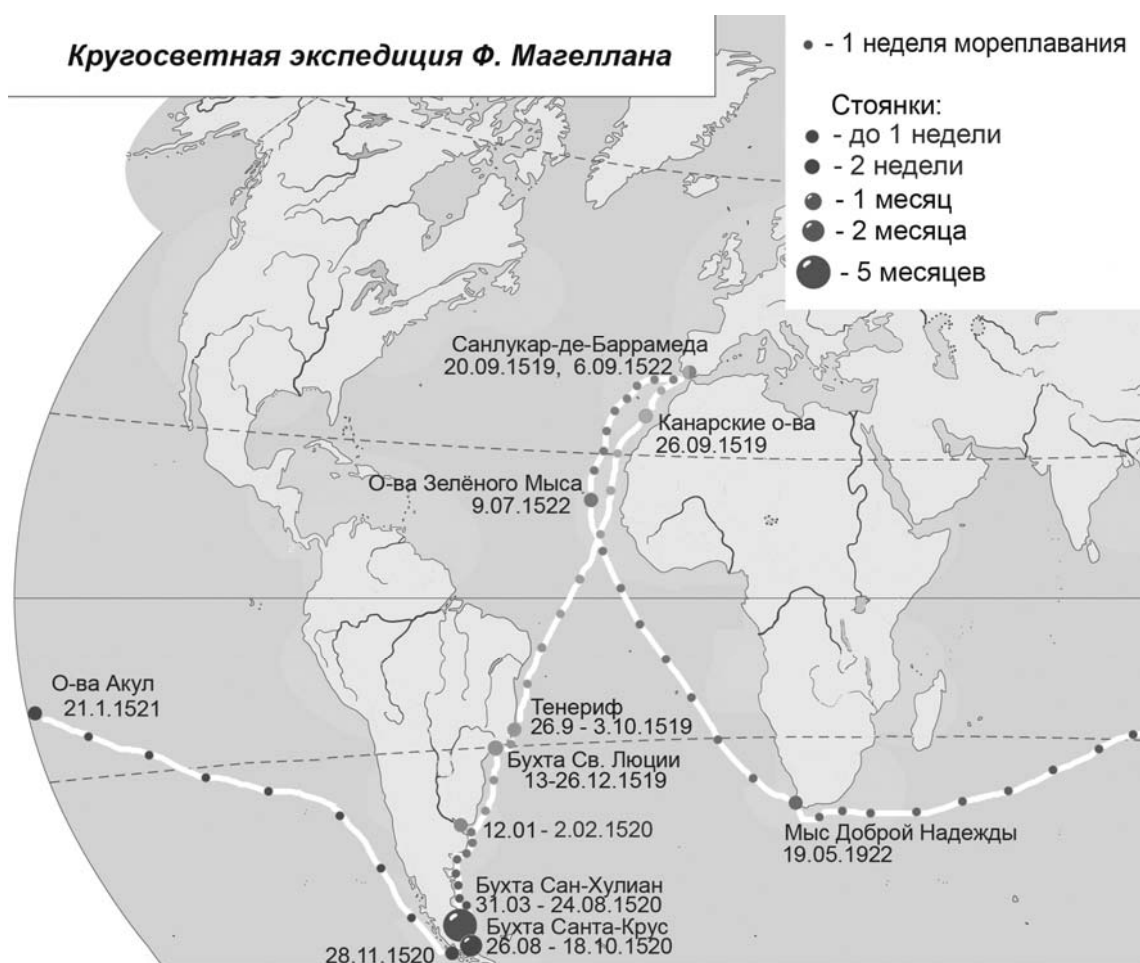 Кругосветная экспедиция Ф. Магеллана
- 1 неделя мореплавания
Стоянки:
- до 1 недели
- 2 недели
- 1 месяц
- 2 месяца
- 5 месяцев
Санлукар-де-Баррамеда
20.09.1519, 6.09.1522
Канарские о-ва
26.09.1519
О-ва Зелёного Мыса
9.07.1522
О-ва Акул
21.1.1521
Тенериф
26.9 - 3.10.1519
Бухта Св. Люции
13-26.12.1519
12.01 - 2.02.1520
Мыс Доброй Надежды
19.05.1922
Бухта Сан-Хулиан
31.03 - 24.08.1520
Бухта Санта-Крус
26.08 - 18.10.1520
28.11.1520